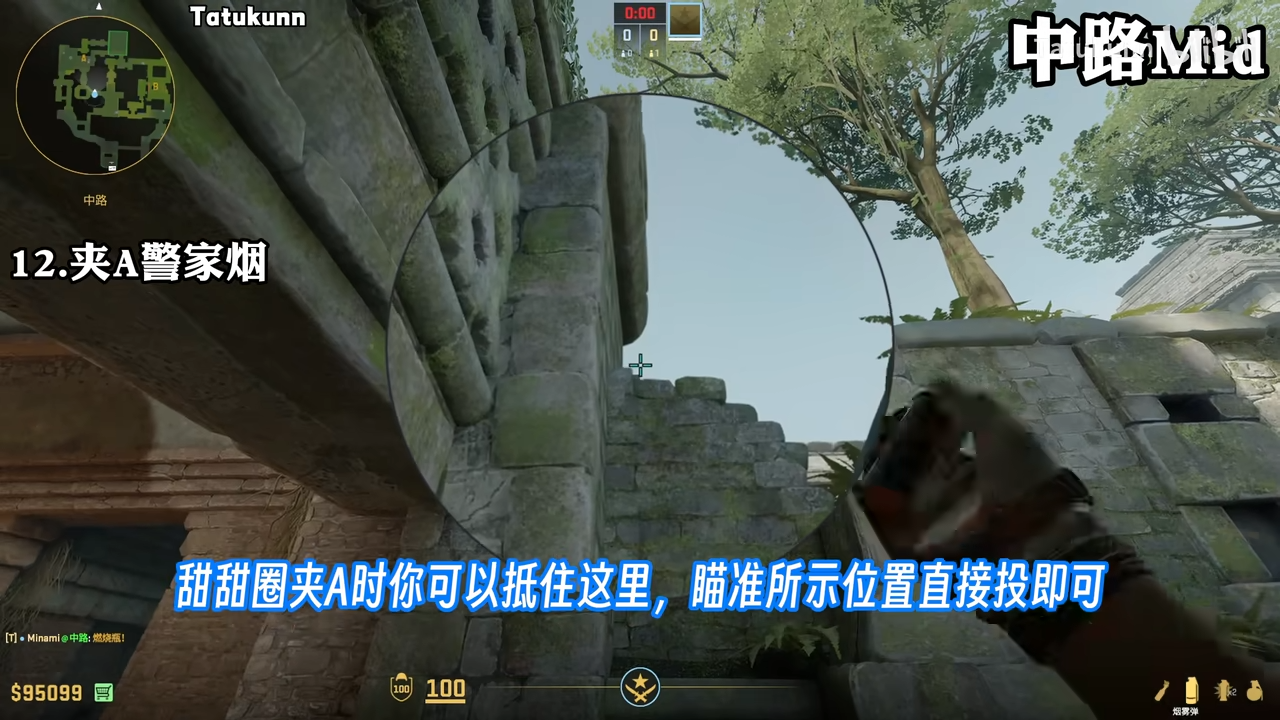 Tatukunn
0:00
0 0
中路Mid
中路
12.夹A警家烟
甜甜圈夹A时你可以抵住这里，瞄准所示位置直接投即可
[T] Minami@中路: 燃烧瓶!
$95099
100
100
x2
烟雾弹